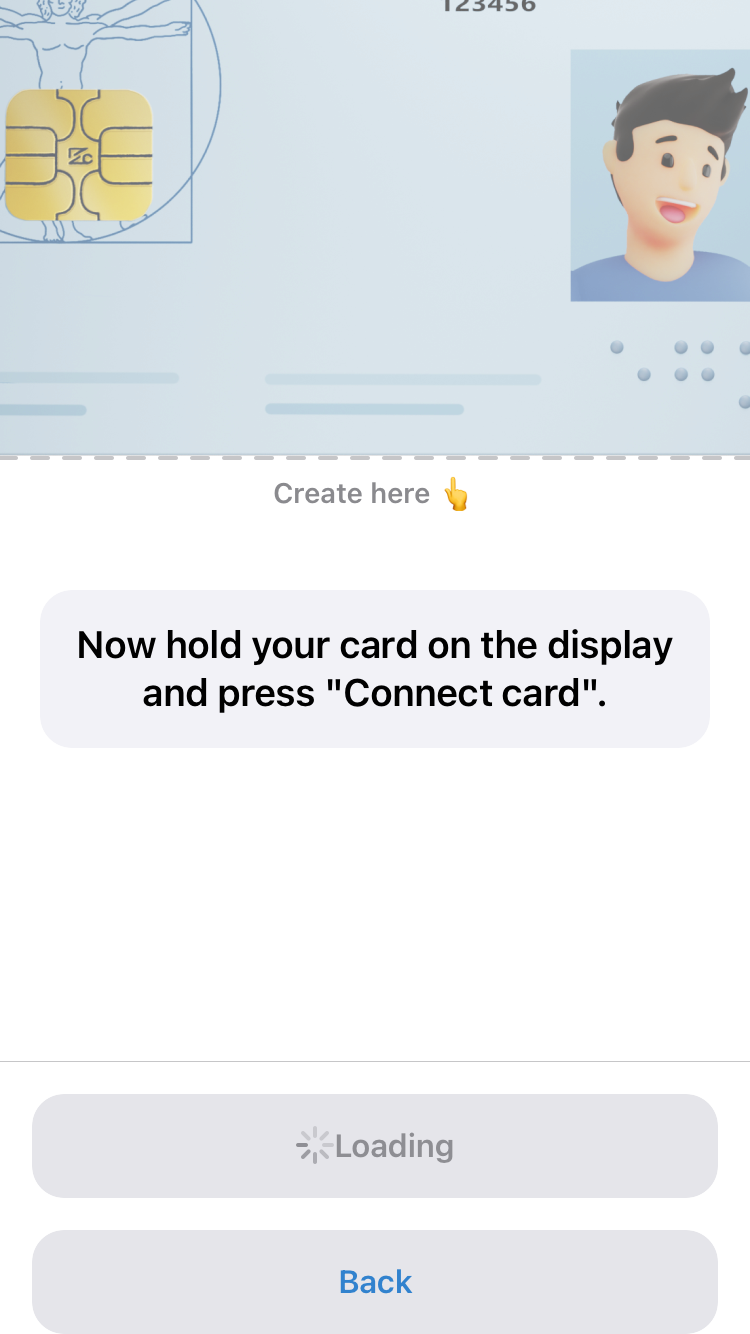 123456
Create here 👆
Now hold your card on the display
and press "Connect card".
Loading
Back